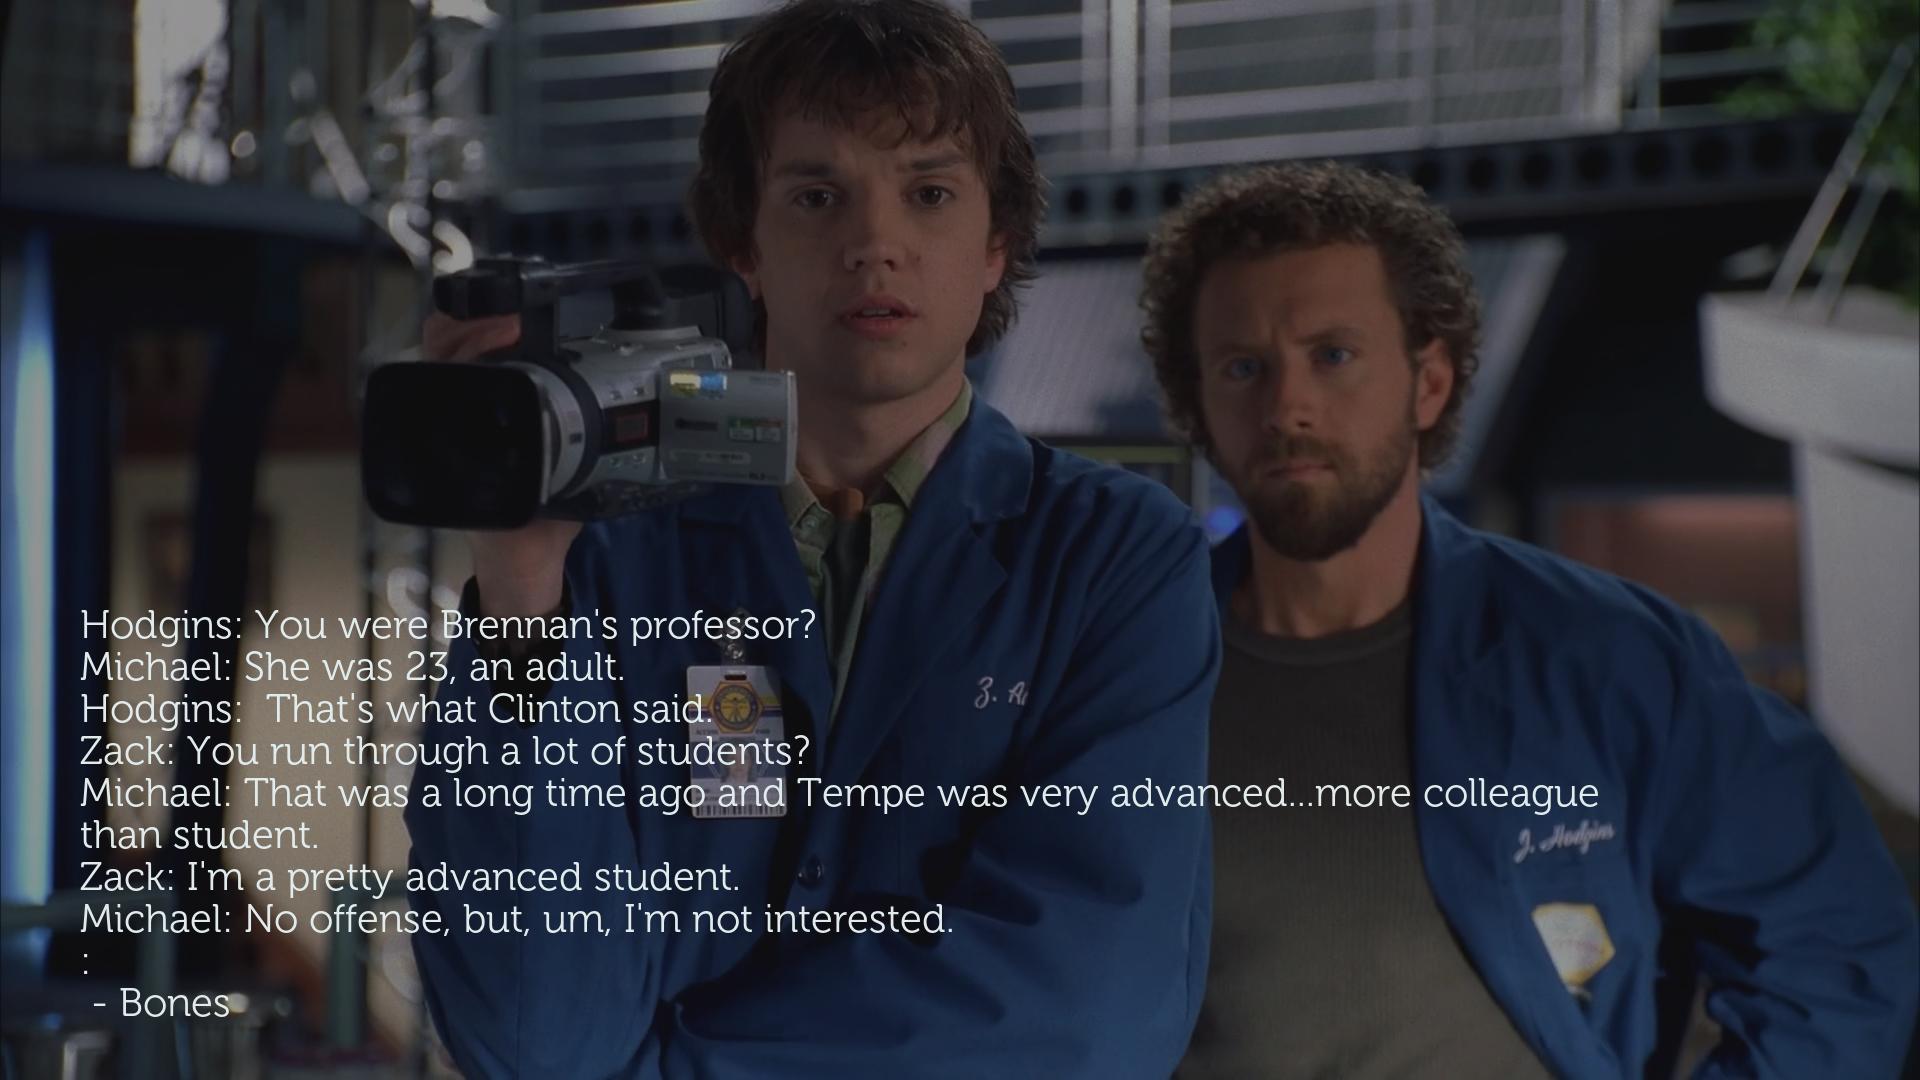 Hodgins: You were Brennan's professor?
Michael: She was 23, an adult.
Hodgins:  That's what Clinton said.
Zack: You run through a lot of students?
Michael: That was a long time ago and Tempe was very advanced...more colleague
than student.
Zack: I'm a pretty advanced student.
Michael: No offense, but, um, I'm not interested.
:
- Bones
Z. Ad
J. Hodgins